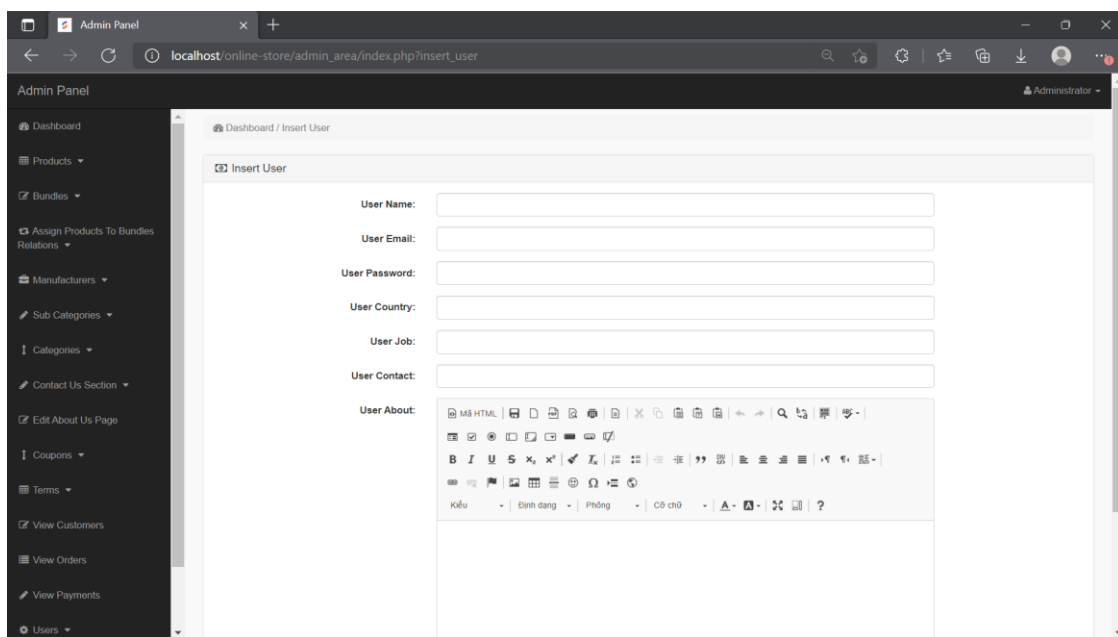 Admin Panel
localhost/online-store/admin_area/index.php?insert_user
Admin Panel
Administrator
Dashboard
Products
Bundles
Assign Products To Bundles
Relations
Manufacturers
Sub Categories
Categories
Contact Us Section
Edit About Us Page
Coupons
Terms
View Customers
View Orders
View Payments
Users
Dashboard / Insert User
Insert User
User Name:
User Email:
User Password:
User Country:
User Job:
User Contact:
User About:
Mã HTML
Kiểu Định dạng Phông Cỡ chữ